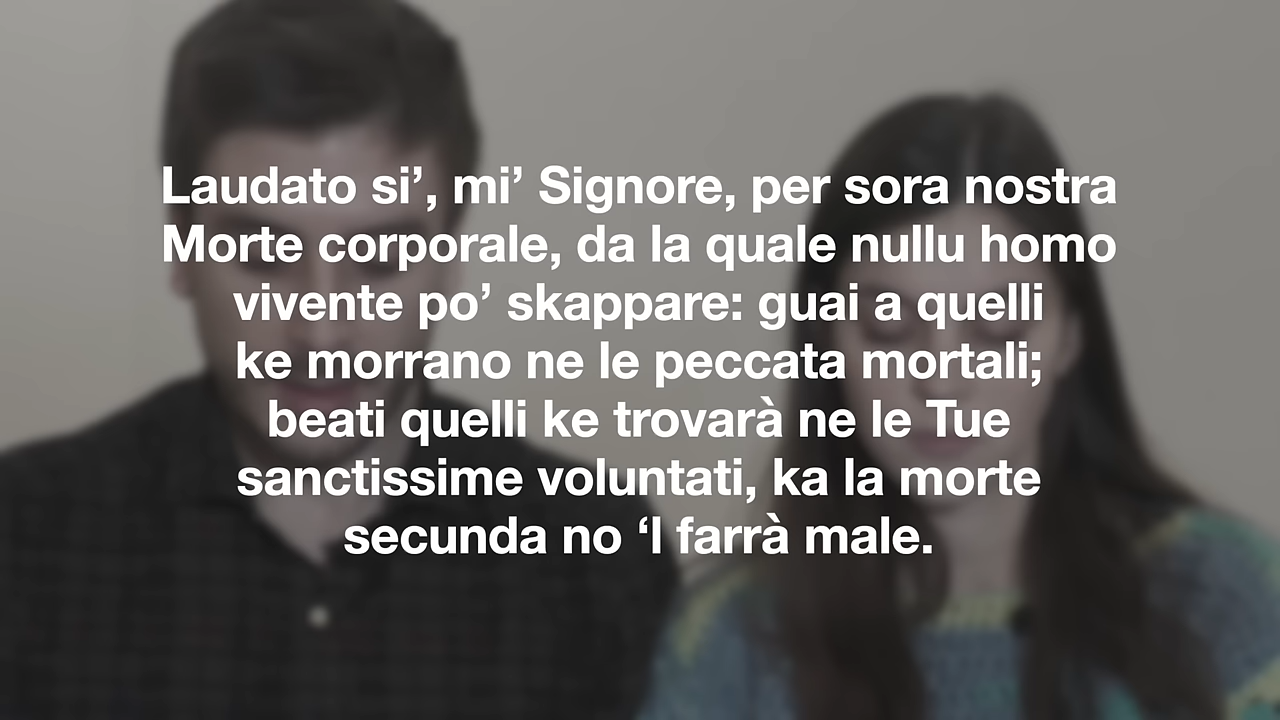 Laudato si’, mi’ Signore, per sora nostra
Morte corporale, da la quale nullu homo
vivente po’ skappare: guai a quelli
ke morrano ne le peccata mortali;
beati quelli ke trovarà ne le Tue
sanctissime voluntati, ka la morte
secunda no ‘l farrà male.